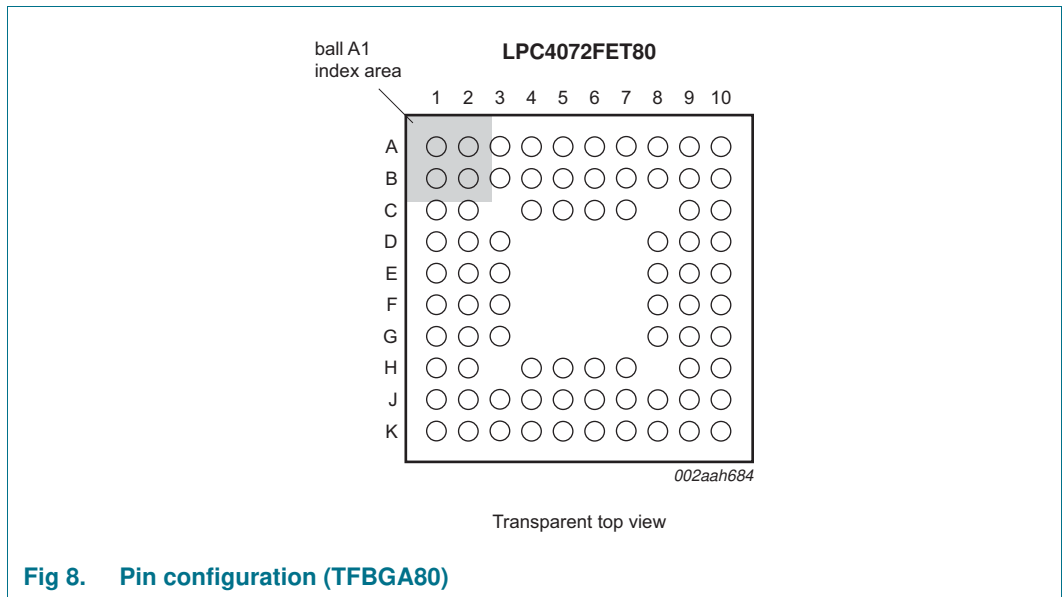 ball A1
index area
LPC4072FET80
1 2 3 4 5 6 7 8 9 10
A
B
C
D
E
F
G
H
J
K
002aah684
Transparent top view
Fig 8. Pin configuration (TFBGA80)